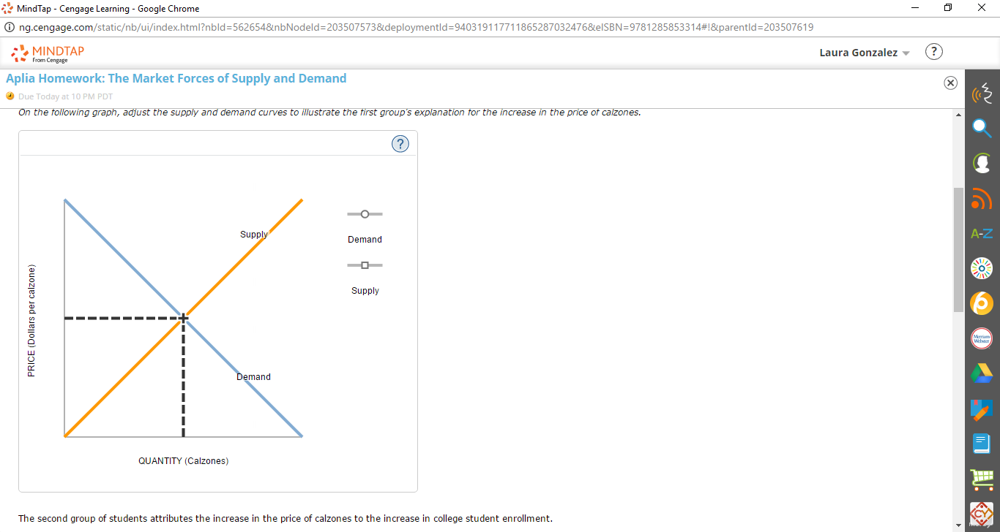 MindTap - Cengage Learning - Google Chrome
ng.cengage.com/static/nb/ui/index.html?nbId=562654&nbNodeId=203507573&deploymentId=940319117711865287032476&eISBN=9781285853314#!&parentId=203507619
MINDTAP
From Cengage
Laura Gonzalez
?
Aplia Homework: The Market Forces of Supply and Demand
Due Today at 10 PM PDT
On the following graph, adjust the supply and demand curves to illustrate the first group's explanation for the increase in the price of calzones.
?
Supply
Demand
Demand
Supply
PRICE (Dollars per calzone)
QUANTITY (Calzones)
The second group of students attributes the increase in the price of calzones to the increase in college student enrollment.
A-Z
Merriam
Webster
CY